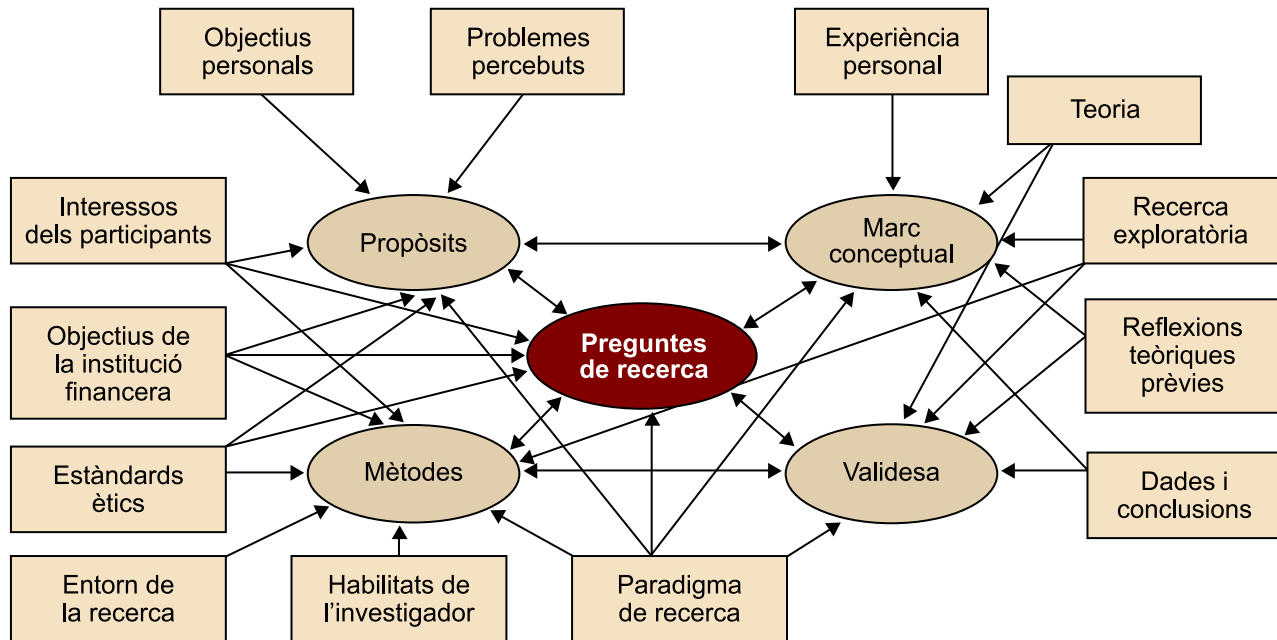 Objectius
personals
Problemes
percebuts
Experiència
personal
Teoria
Interessos
dels participants
Propòsits
Marc
conceptual
Recerca
exploratòria
Objectius de
la institució
financera
Preguntes
de recerca
Reflexions
teòriques
prèvies
Estàndards
ètics
Mètodes
Validesa
Dades i
conclusions
Entorn de
la recerca
Habilitats de
l’investigador
Paradigma
de recerca